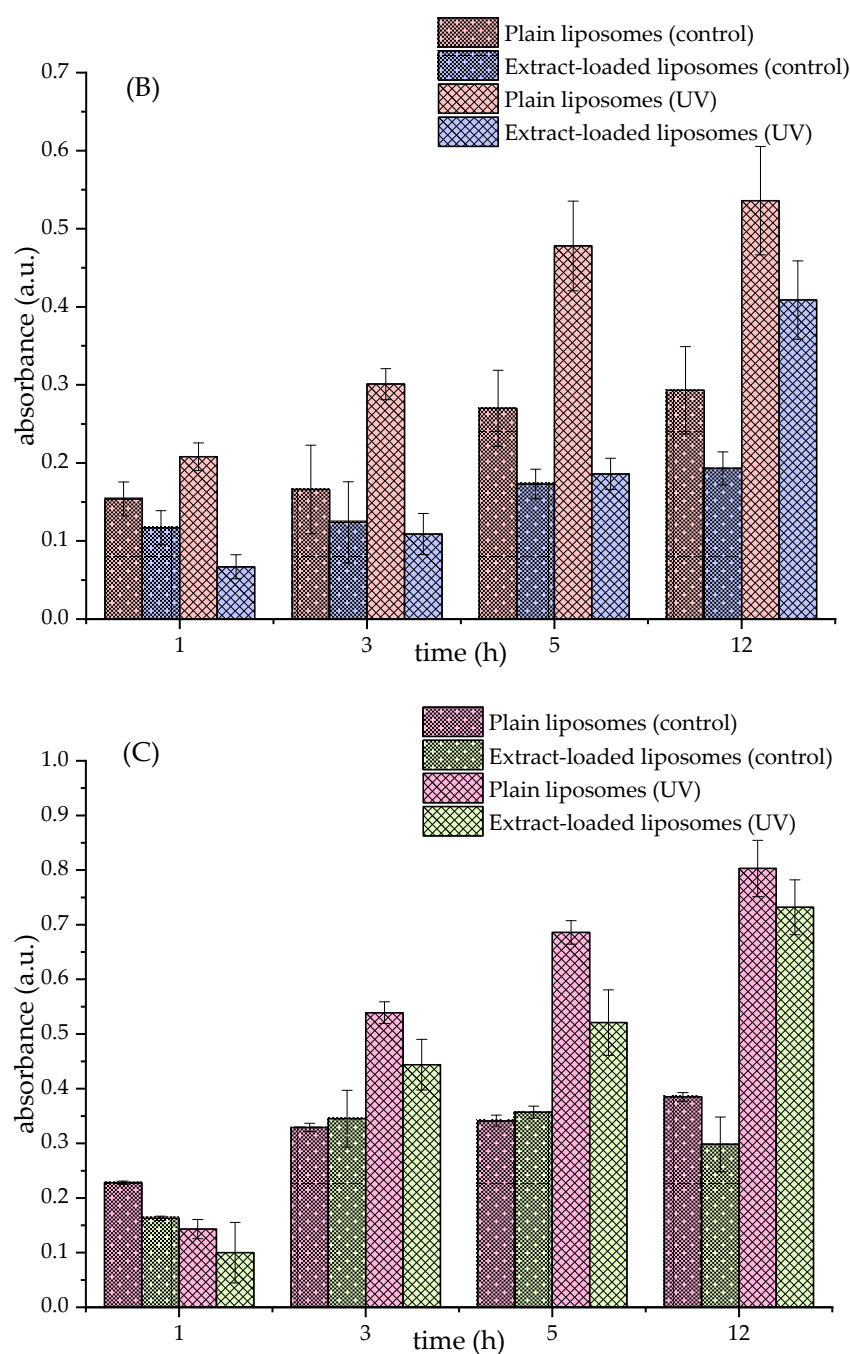 Plain liposomes (control)
Extract-loaded liposomes (control)
Plain liposomes (UV)
Extract-loaded liposomes (UV)
(B)
0.7
0.6
0.5
0.4
0.3
0.2
0.1
0.0
absorbance (a.u.)
1 3 5 12
time (h)
Plain liposomes (control)
Extract-loaded liposomes (control)
Plain liposomes (UV)
Extract-loaded liposomes (UV)
(C)
1.0
0.9
0.8
0.7
0.6
0.5
0.4
0.3
0.2
0.1
0.0
absorbance (a.u.)
1 3 5 12
time (h)